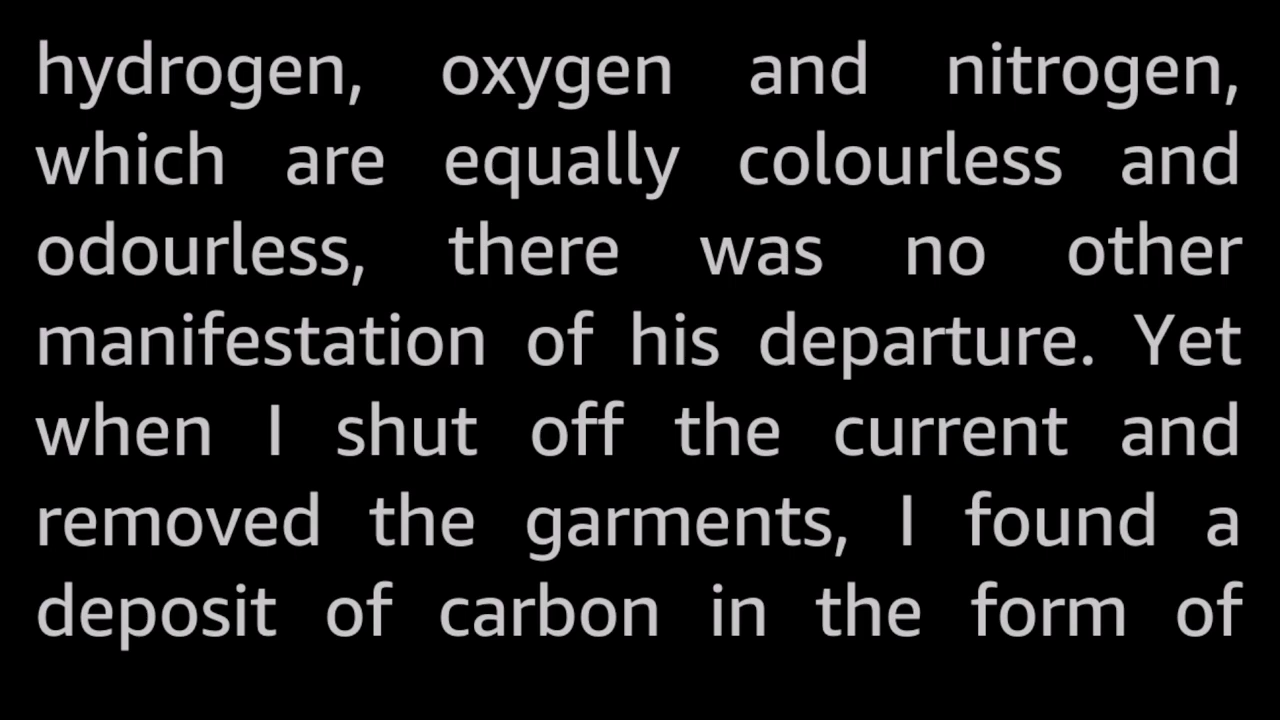 hydrogen, oxygen and nitrogen,
which are equally colourless and
odourless, there was no other
manifestation of his departure. Yet
when I shut off the current and
removed the garments, I found a
deposit of carbon in the form of